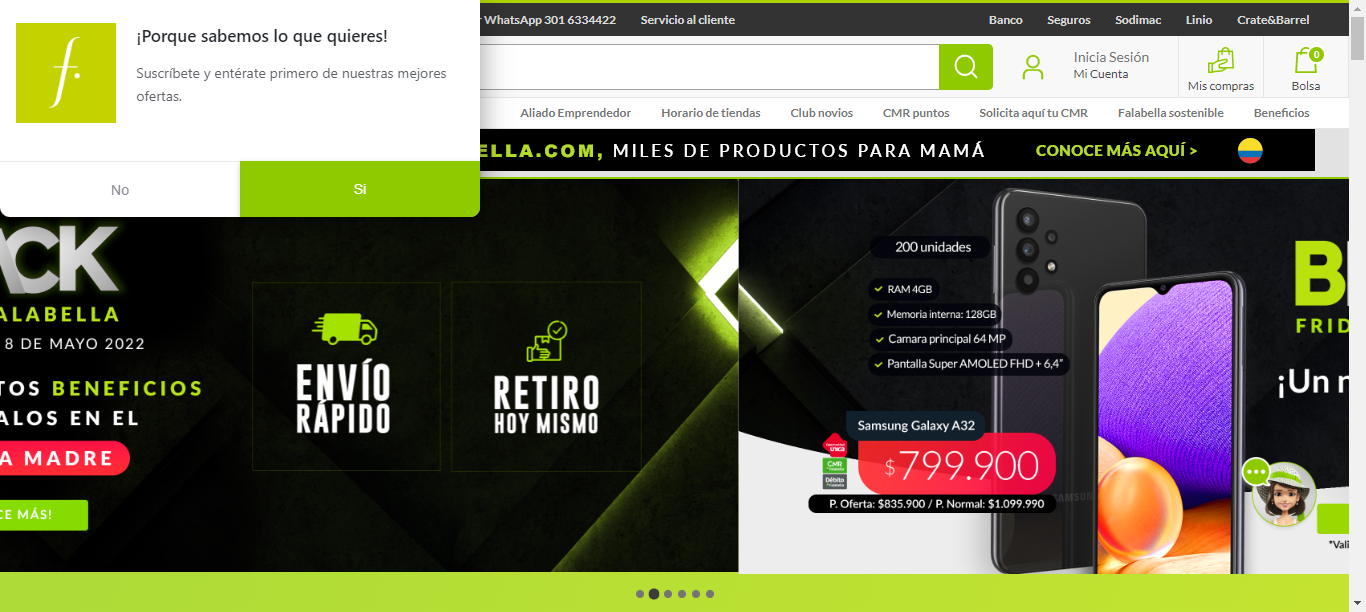 WhatsApp 301 6334422
Servicio al cliente
Banco
Seguros
Sodimac
Linio
Crate&Barrel
f.
¡Porque sabemos lo que quieres!
Suscríbete y entérate primero de nuestras mejores
ofertas.
No
Si
Inicia Sesión
Mi Cuenta
Mis compras
0
Bolsa
Aliado Emprendedor
Horario de tiendas
Club novios
CMR puntos
Solicita aquí tu CMR
Falabella sostenible
Beneficios
ELLA.COM, MILES DE PRODUCTOS PARA MAMÁ
CONOCE MÁS AQUÍ >
ACK
ALABELLA
8 DE MAYO 2022
TOS BENEFICIOS
ALOS EN EL
A MADRE
CE MÁS!
ENVÍO
RÁPIDO
RETIRO
HOY MISMO
200 unidades
RAM 4GB
Memoria interna: 128GB
Camara principal 64 MP
Pantalla Super AMOLED FHD + 6,4”
Samsung Galaxy A32
única
CMR
Débito
$799.900
P. Oferta: $835.900 / P. Normal: $1.099.990
SAMSUNG
B
FRID
¡Un
*Vali